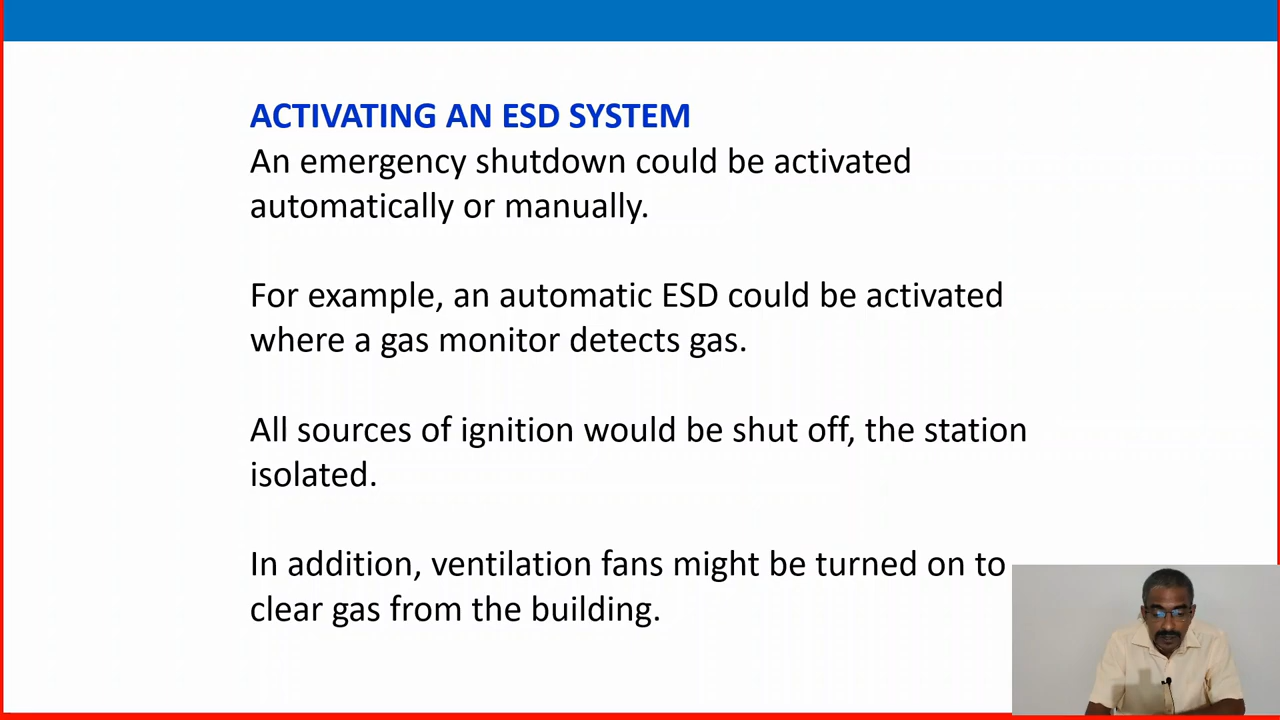 ACTIVATING AN ESD SYSTEM
An emergency shutdown could be activated
automatically or manually.
For example, an automatic ESD could be activated
where a gas monitor detects gas.
All sources of ignition would be shut off, the station
isolated.
In addition, ventilation fans might be turned on to
clear gas from the building.